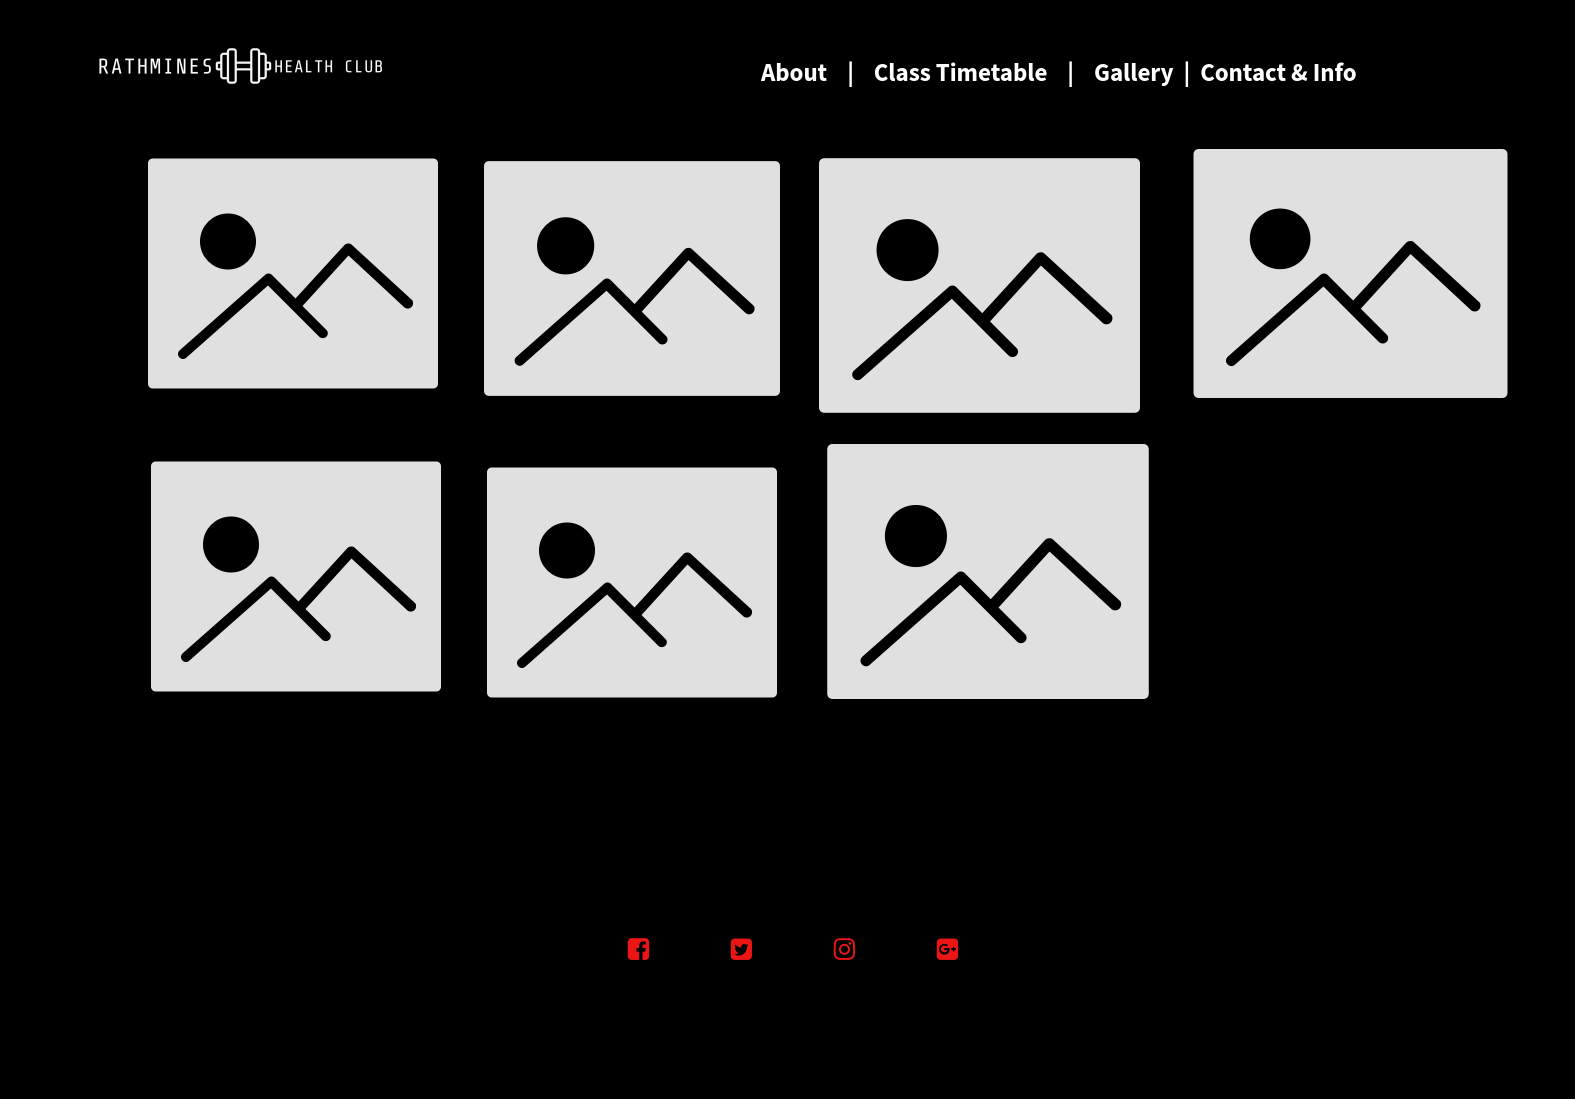 RATHMINES HEALTH CLUB
About | Class Timetable | Gallery | Contact & Info